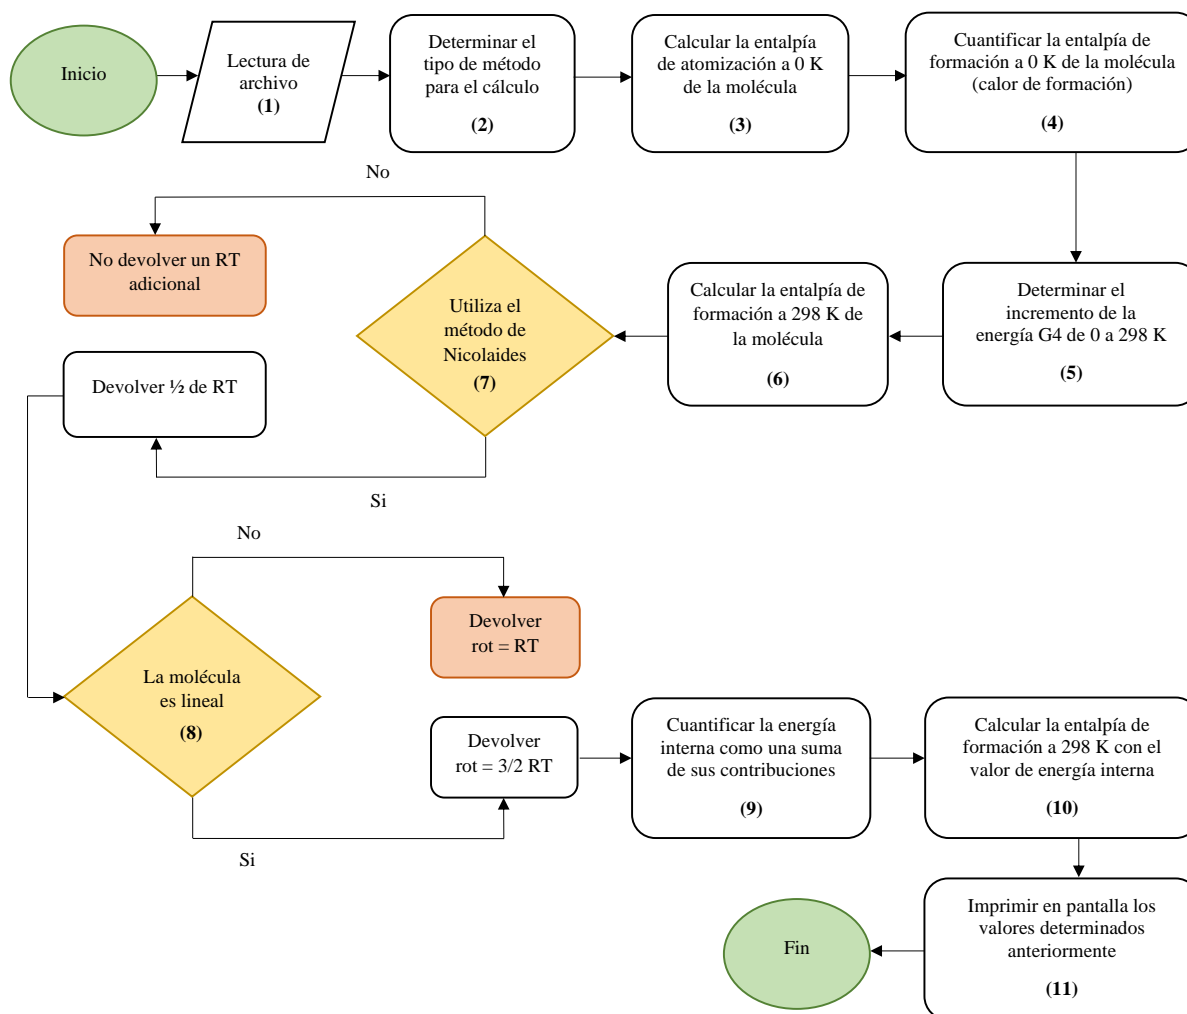 Inicio
Lectura de
archivo
(1)
Determinar el
tipo de método
para el cálculo
(2)
Calcular la entalpía
de atomización a 0 K
de la molécula
(3)
Cuantificar la entalpía de
formación a 0 K de la molécula
(calor de formación)
(4)
Determinar el
incremento de la
energía G4 de 0 a 298 K
(5)
Calcular la entalpía de
formación a 298 K de
la molécula
(6)
Utiliza el
método de
Nicolaides
(7)
No
No devolver un RT
adicional
Si
Devolver ½ de RT
La molécula
es lineal
(8)
No
Devolver
rot = RT
Si
Devolver
rot = 3/2 RT
Cuantificar la energía
interna como una suma
de sus contribuciones
(9)
Calcular la entalpía de
formación a 298 K con el
valor de energía interna
(10)
Imprimir en pantalla los
valores determinados
anteriormente
(11)
Fin